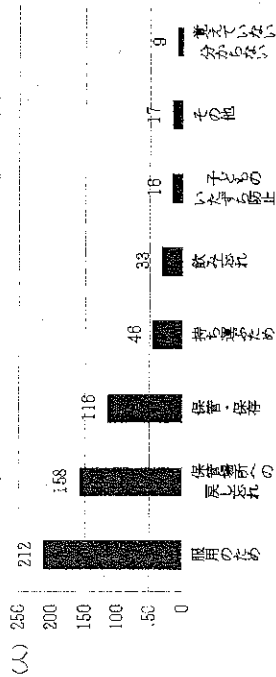 (人)
250
200
150
100
50
0
212
158
116
46
33
16
17
9
服用のため
保管場所への
戻し忘れ
保管・保存
持ち運ぶため
飲み忘れ
子どもの
いたずら防止
その他
覚えていない
分からない